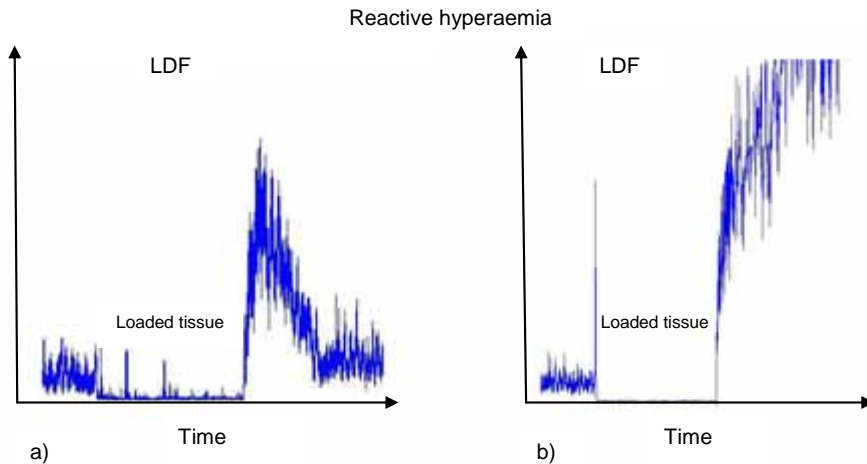 Reactive hyperaemia
LDF
LDF
Loaded tissue
Loaded tissue
Time
Time
a)
b)